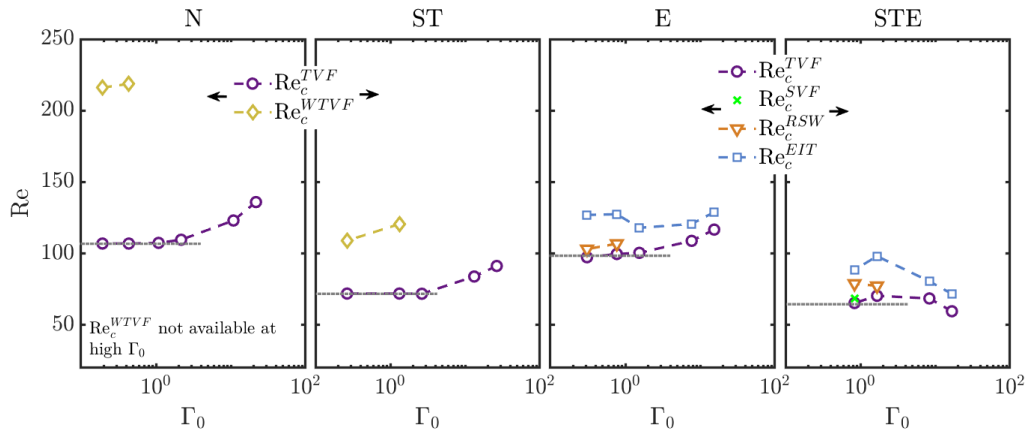 N ST E STE
Re
250
200
150
100
50
Re_c^{TVF}
Re_c^{WTVF}
Re_c^{TVF}
Re_c^{SVF}
Re_c^{RSW}
Re_c^{EIT}
Re_c^{WTVF} not available at
high Γ_0
10^0 10^2 10^0 10^2 10^0 10^2 10^0 10^2
Γ_0 Γ_0 Γ_0 Γ_0